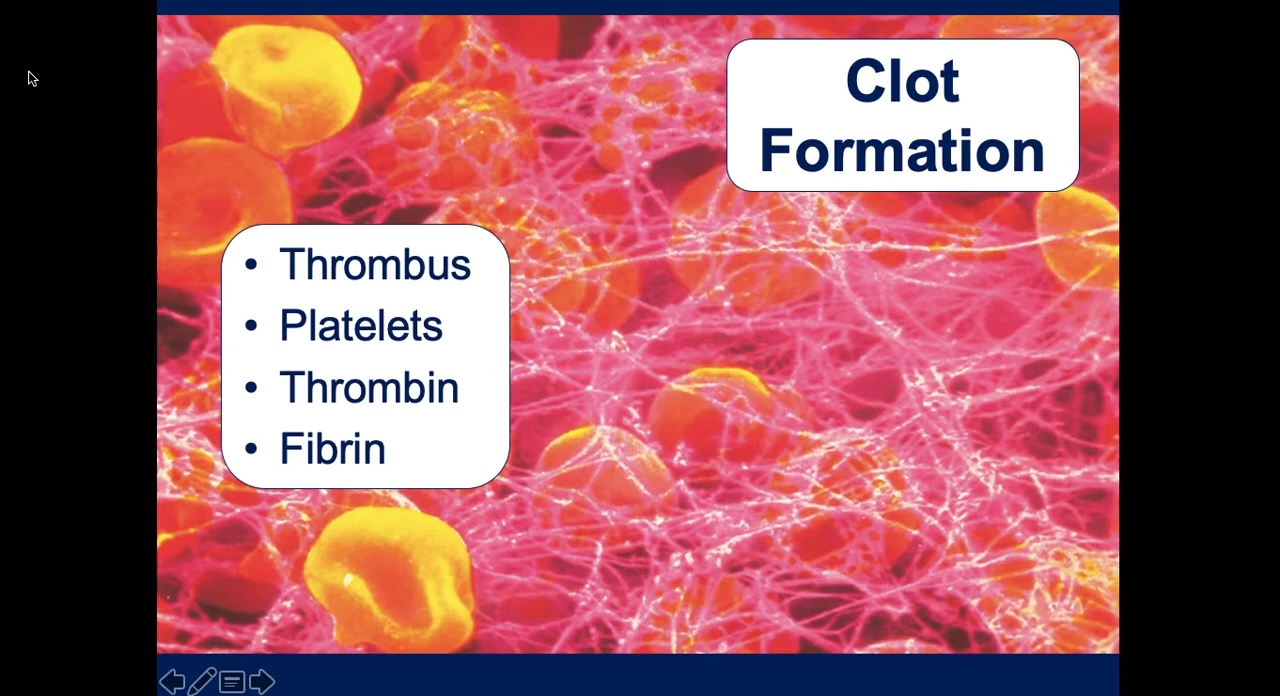 Clot
Formation
• Thrombus
• Platelets
• Thrombin
• Fibrin